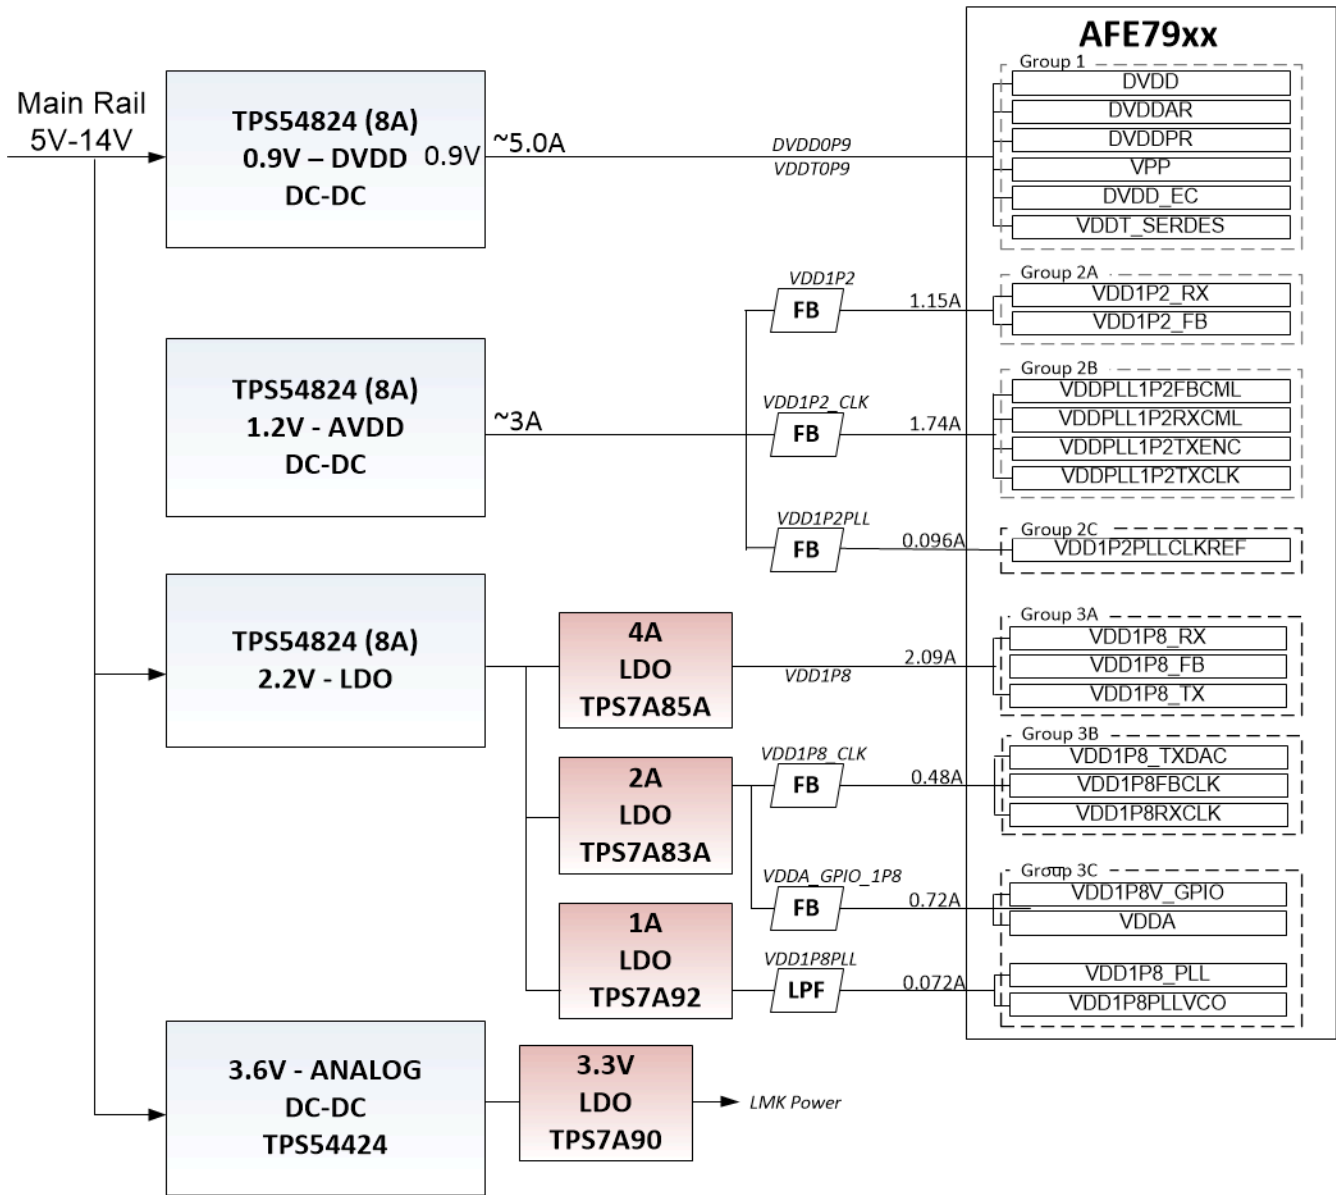 AFE79xx
Main Rail
5V-14V
TPS54824 (8A)
0.9V – DVDD
DC-DC
0.9V
~5.0A
DVDD0P9
VDDT0P9
Group 1
DVDD
DVDDAR
DVDDPR
VPP
DVDD_EC
VDDT_SERDES
TPS54824 (8A)
1.2V - AVDD
DC-DC
~3A
VDD1P2
FB
1.15A
Group 2A
VDD1P2_RX
VDD1P2_FB
VDD1P2_CLK
FB
1.74A
Group 2B
VDDPLL1P2FBCML
VDDPLL1P2RXCML
VDDPLL1P2TXENC
VDDPLL1P2TXCLK
VDD1P2PLL
FB
0.096A
Group 2C
VDD1P2PLLCLKREF
TPS54824 (8A)
2.2V - LDO
4A
LDO
TPS7A85A
VDD1P8
2.09A
Group 3A
VDD1P8_RX
VDD1P8_FB
VDD1P8_TX
2A
LDO
TPS7A83A
VDD1P8_CLK
FB
0.48A
Group 3B
VDD1P8_TXDAC
VDD1P8FBCLK
VDD1P8RXCLK
VDDA_GPIO_1P8
FB
0.72A
Group 3C
VDD1P8V_GPIO
VDDA
1A
LDO
TPS7A92
VDD1P8PLL
LPF
0.072A
VDD1P8_PLL
VDD1P8PLLVCO
3.6V - ANALOG
DC-DC
TPS54424
3.3V
LDO
TPS7A90
LMK Power